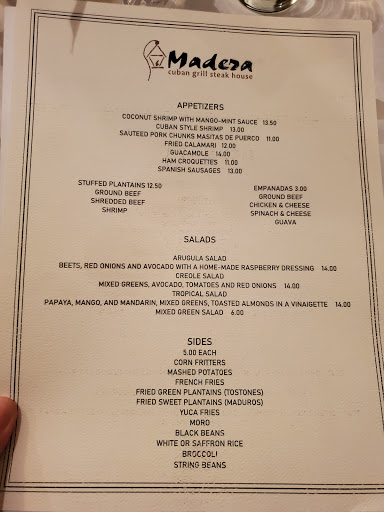 Madera
cuban grill steak house
APPETIZERS
COCONUT SHRIMP WITH MANGO-MINT SAUCE 13.50
CUBAN STYLE SHRIMP 13.00
SAUTEED PORK CHUNKS MASITAS DE PUERCO 11.00
FRIED CALAMARI 12.00
GUACAMOLE 14.00
HAM CROQUETTES 11.00
SPANISH SAUSAGES 13.00
STUFFED PLANTAINS 12.50
GROUND BEEF
SHREDDED BEEF
SHRIMP
EMPANADAS 3.00
GROUND BEEF
CHICKEN & CHEESE
SPINACH & CHEESE
GUAVA
SALADS
ARUGULA SALAD
BEETS, RED ONIONS AND AVOCADO WITH A HOME-MADE RASPBERRY DRESSING 14.00
CREOLE SALAD
MIXED GREENS, AVOCADO, TOMATOES AND RED ONIONS 14.00
TROPICAL SALAD
PAPAYA, MANGO, AND MANDARIN, MIXED GREENS, TOASTED ALMONDS IN A VINAIGETTE 14.00
MIXED GREEN SALAD 6.00
SIDES
5.00 EACH
CORN FRITTERS
MASHED POTATOES
FRENCH FRIES
FRIED GREEN PLANTAINS (TOSTONES)
FRIED SWEET PLANTAINS (MADUROS)
YUCA FRIES
MORO
BLACK BEANS
WHITE OR SAFFRON RICE
BROCCOLI
STRING BEANS